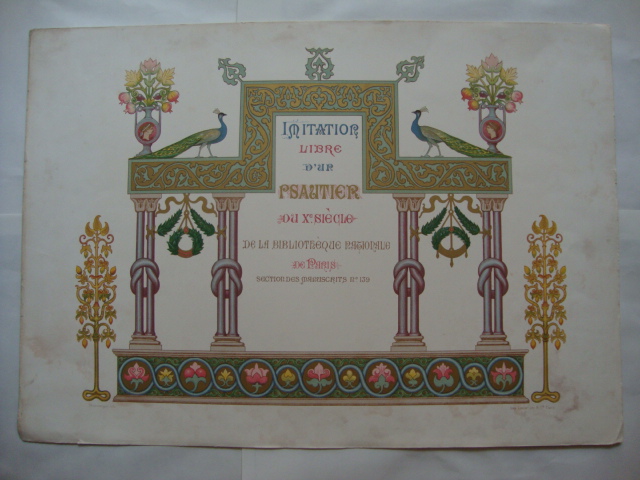 IMITATION
LIBRE
D'UN
PSAUTIER
DU Xe SIÈCLE
DE LA BIBLIOTHÈQUE NATIONALE
DE PARIS
SECTION DES MANUSCRITS No 139